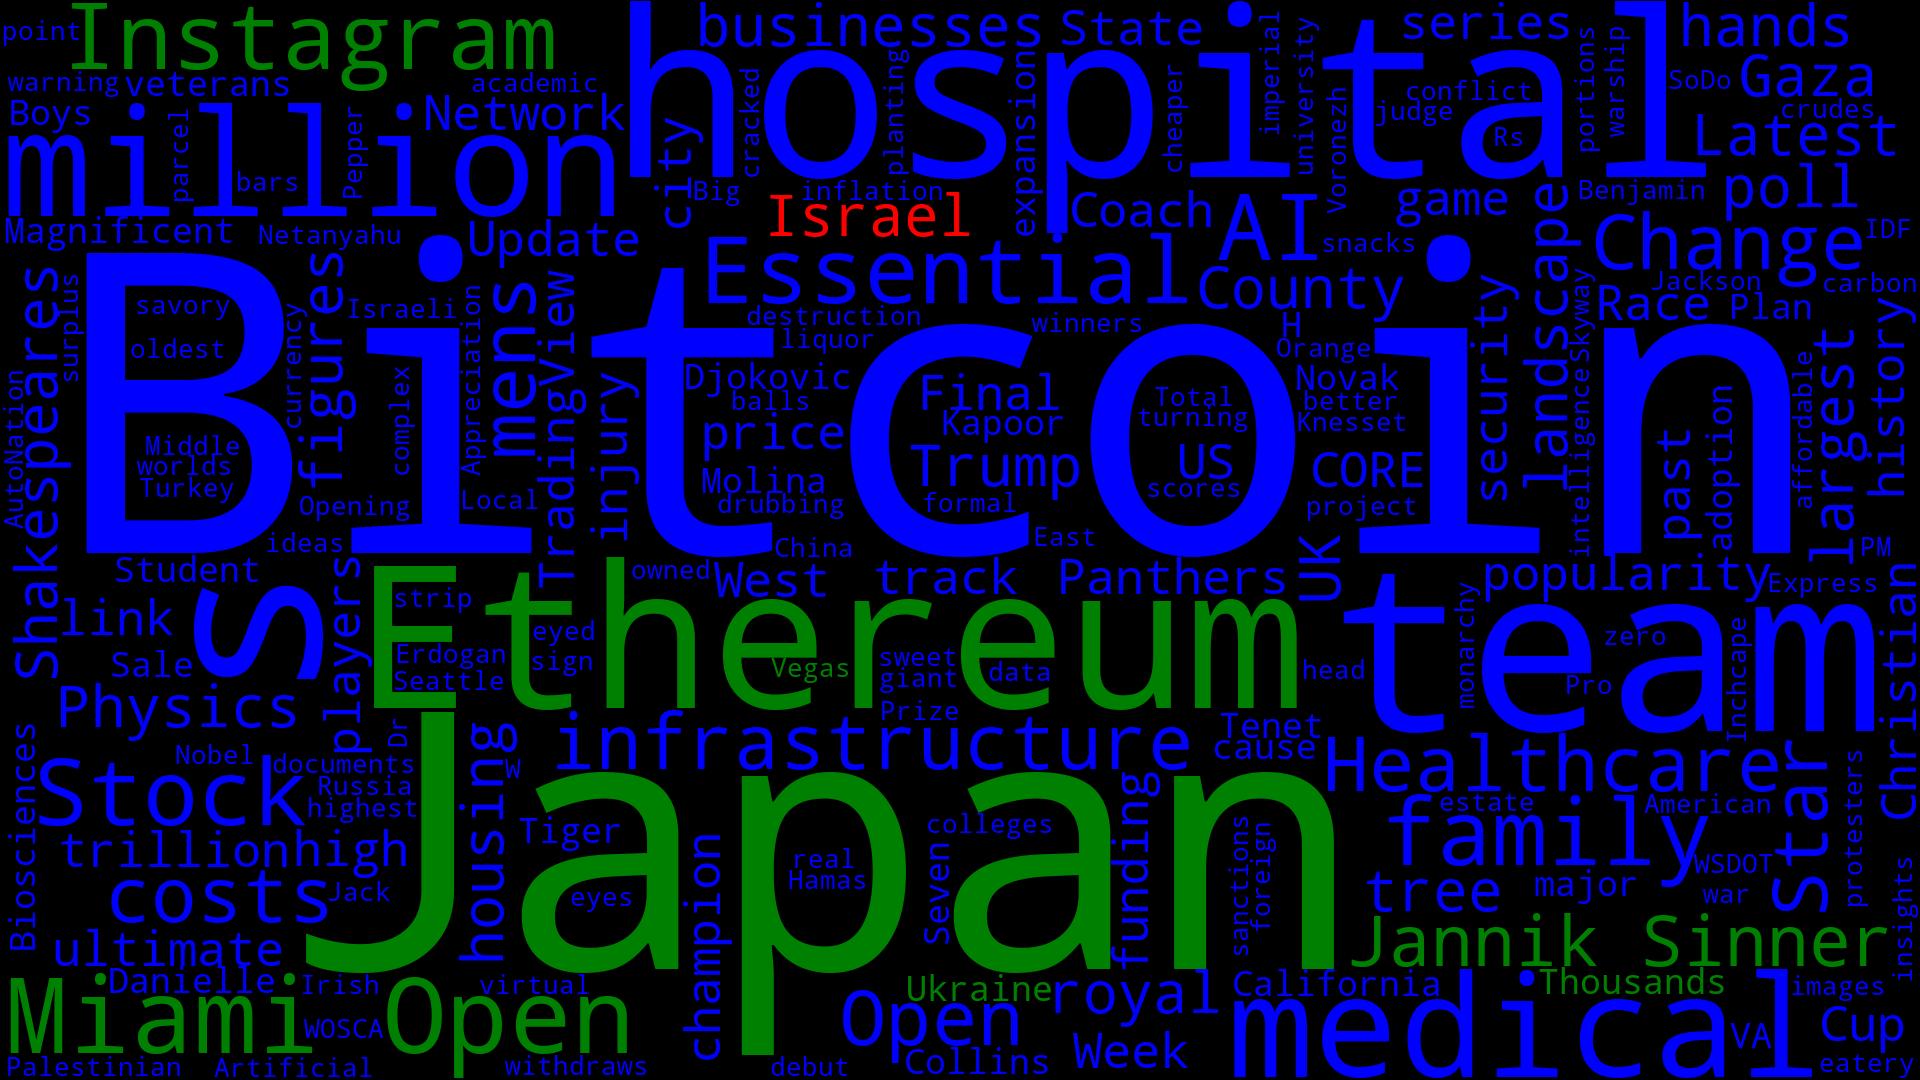 point
Instagram
businesses
State
series
hands
warning
veterans
academic
Boys
Network
million
parcel
bars
Pepper
hospital
cracked
planting
expansion
cheaper
imperial
university
Voronezh
conflict
judge
Rs
portions
warship
SoDo
Gaza
crudes
Latest
city
Big
inflation
Israel
Coach
AI
game
Benjamin
poll
Magnificent
Netanyahu
Update
Essential
County
snacks
landscape
Change
IDF
Shakespeares
surplus
Bitcoin
savory
oldest
currency
figures
Israeli
Appreciation
mens
TradingView
destruction
liquor
winners
H
Orange
security
Skyway
Jackson
Race
Plan
carbon
history
largest
AutoNation
complex
injury
Djokovic
balls
price
Final
Kapoor
Total
turning
Novak
better
Knesset
Middle
worlds
Turkey
Molina
drubbing
Trump
formal
US
scores
CORE
project
intelligence
past
adoption
affordable
Opening
Local
ideas
China
East
PM
Student
players
strip
owned
West
track
Panthers
UK
popularity
Express
S
Ethereum
link
eyed
sign
Erdogan
Seattle
Vegas
sweet
giant
data
head
team
monarchy
zero
Pro
Inchcape
Christian
Sale
Physics
Prize
Tenet
cause
Biosciences
Nobel
documents
Dr
Russia
highest
Stock
housing
W
infrastructure
Healthcare
Star
protesters
Japan
trillion
high
Tiger
real
Hamas
colleges
Seven
funding
sanctions
foreign
estate
American
family
WSDOT
war
tree
major
insights
costs
Jack
eyes
champion
ultimate
Jannik Sinner
Danielle
Irish
virtual
Ukraine
royal
California
Thousands
images
Miami Open
WOSCA
Open
Week
medical
VA
Cup
Palestinian
Artificial
withdraws
debut
Collins
eatery